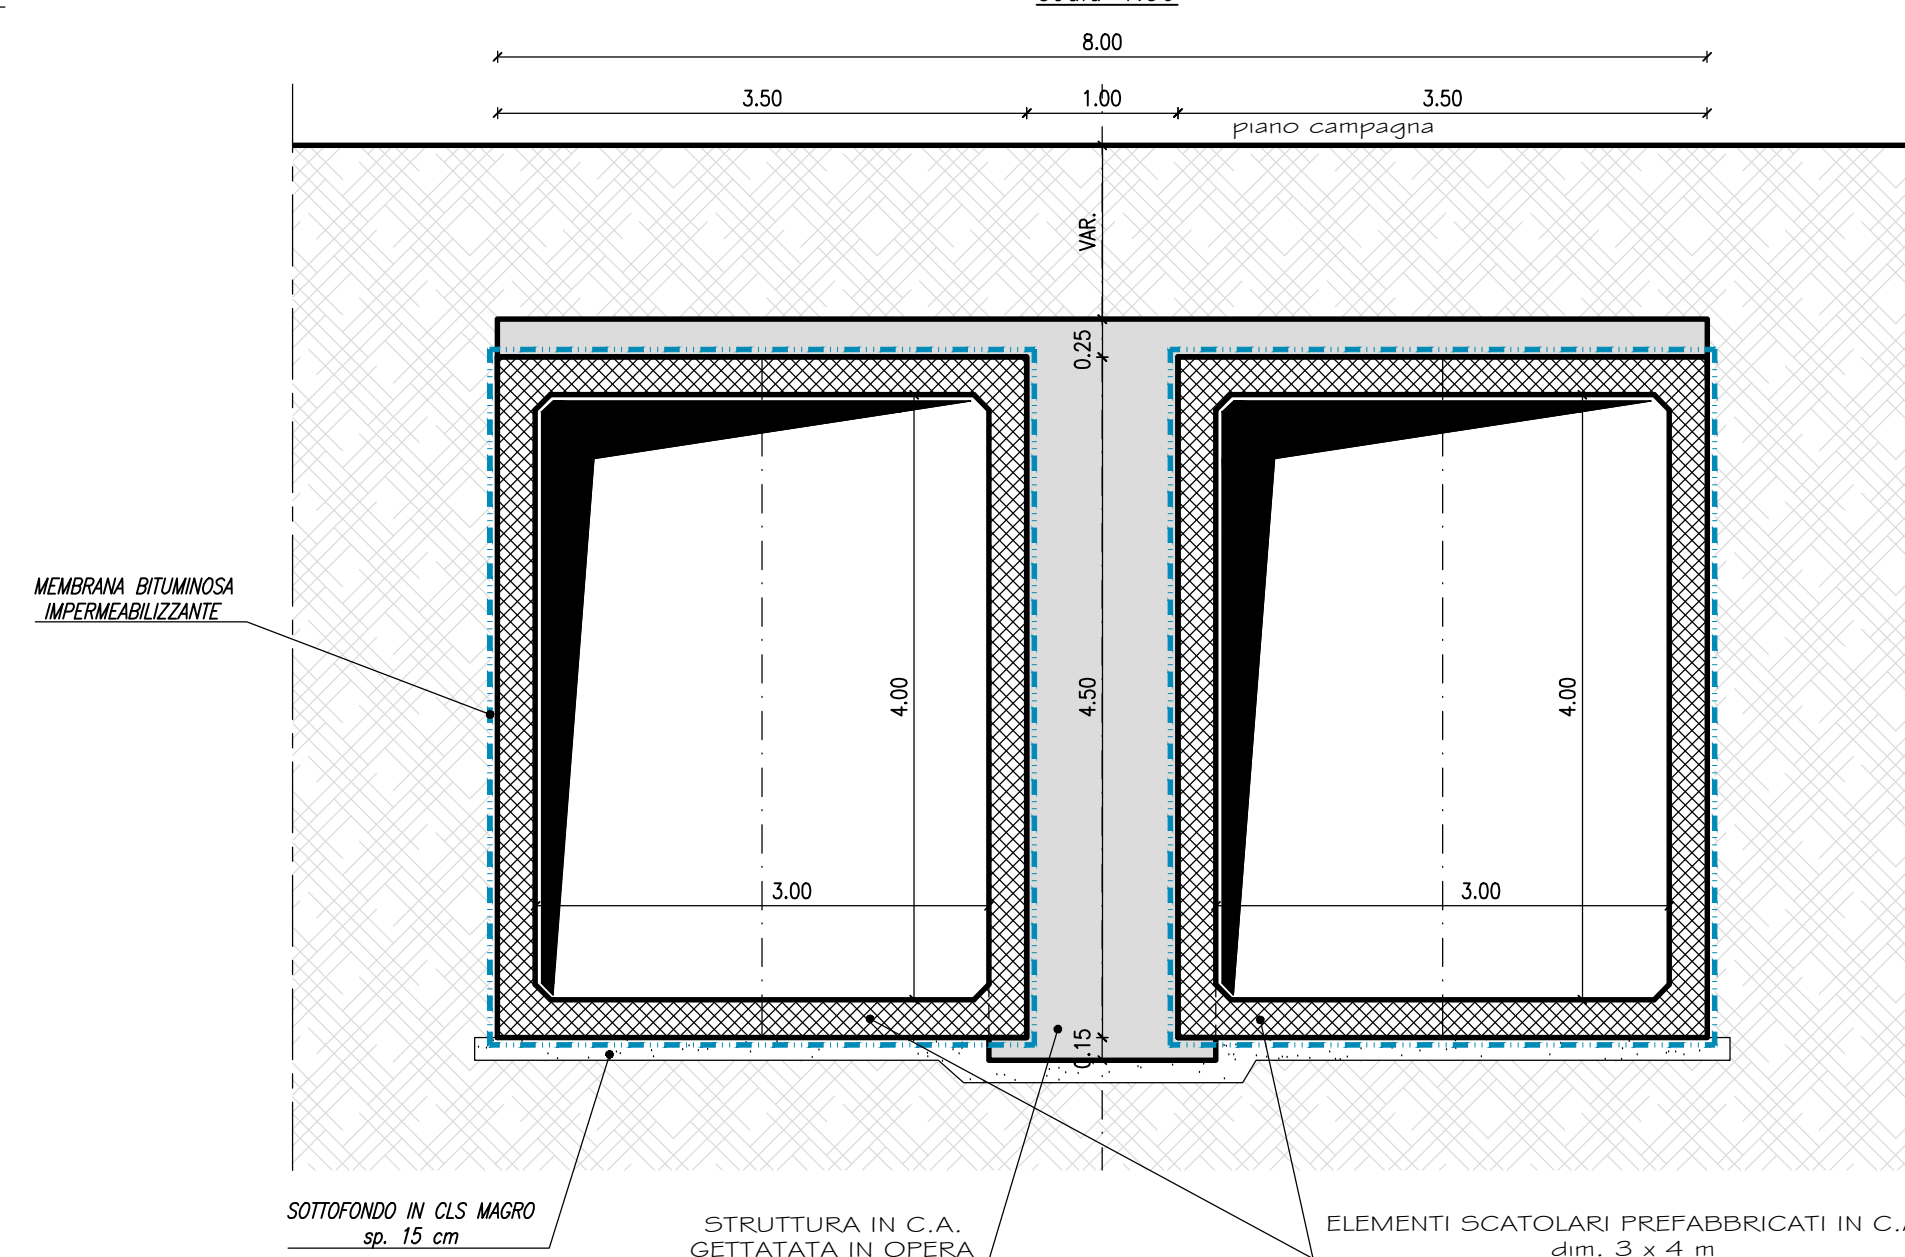 8.00
3.50 1.00 3.50
piano campagna
VAR.
0.25
MEMBRANA BITUMINOSA
IMPERMEABILIZZANTE
4.00 4.50 4.00
3.00 3.00
0.15
SOTTOFONDO IN CLS MAGRO
sp. 15 cm
STRUTTURA IN C.A.
GETTATATA IN OPERA
ELEMENTI SCATOLARI PREFABBRICATI IN C.A
dim. 3 x 4 m